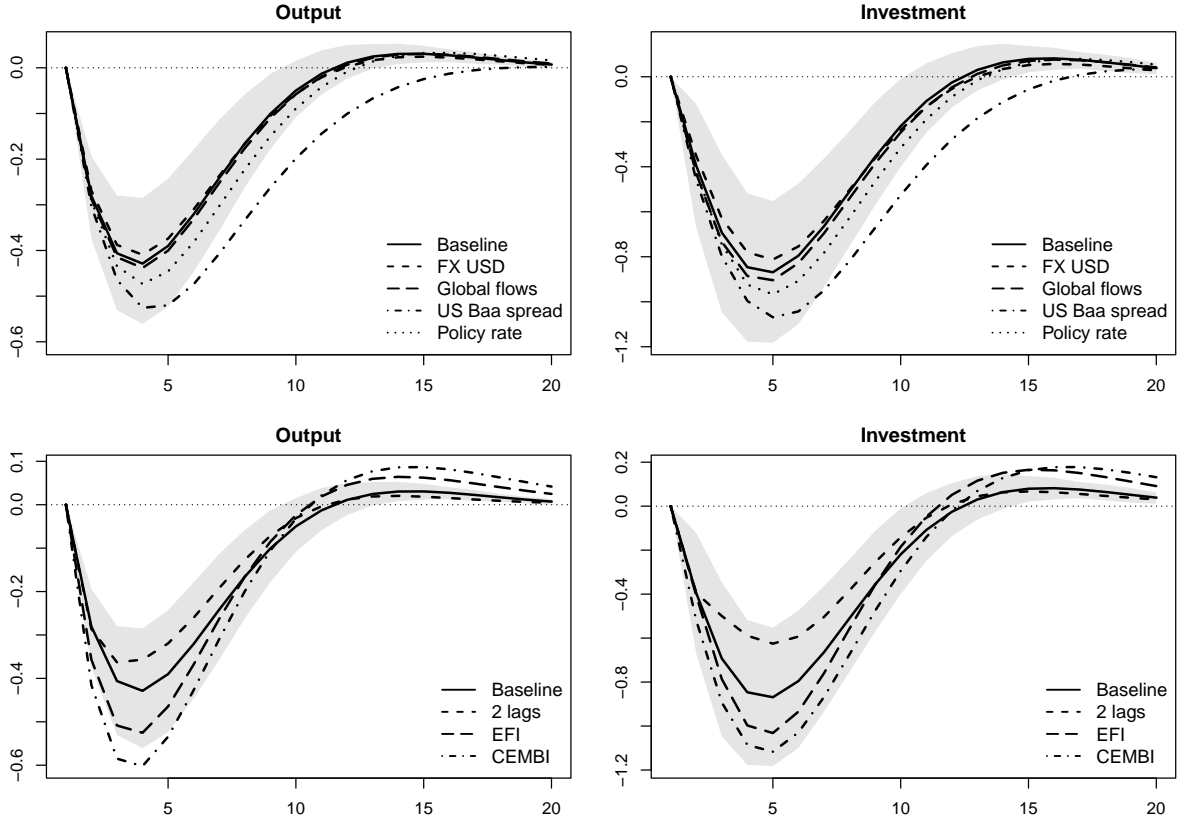 Output
0.0
−0.2
−0.4
−0.6
Baseline
FX USD
Global flows
US Baa spread
Policy rate
5 10 15 20
Investment
0.0
−0.4
−0.8
−1.2
Baseline
FX USD
Global flows
US Baa spread
Policy rate
5 10 15 20
Output
0.1
0.0
−0.2
−0.4
−0.6
Baseline
2 lags
EFI
CEMBI
5 10 15 20
Investment
0.2
0.0
−0.4
−0.8
−1.2
Baseline
2 lags
EFI
CEMBI
5 10 15 20